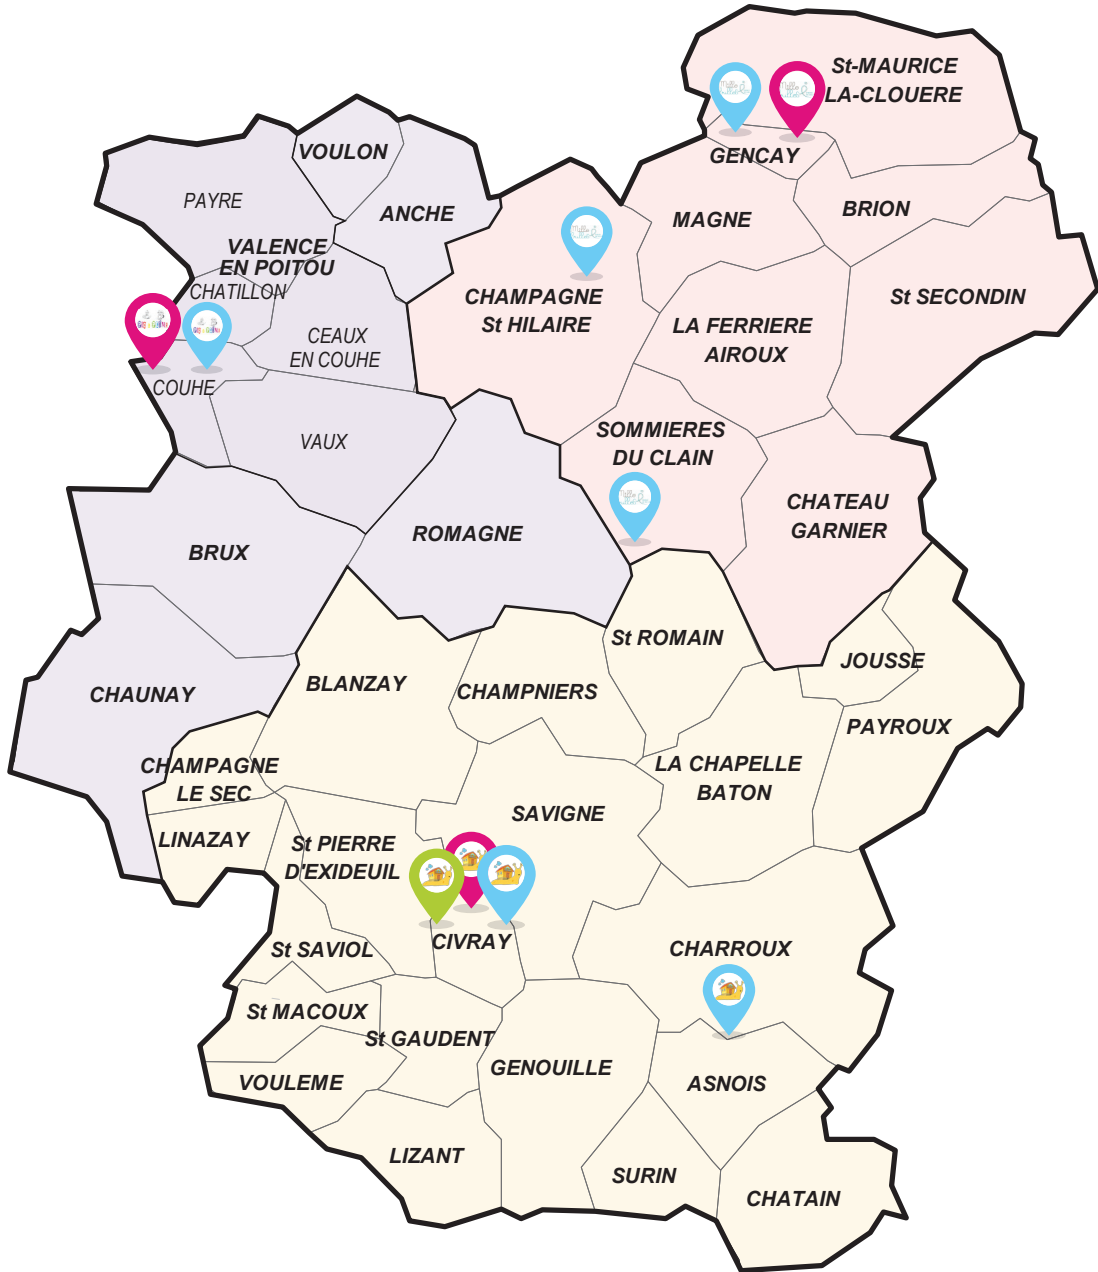 St-MAURICE
LA-CLOUERE
GENCAY
VOULON
PAYRE
ANCHE
MAGNE
BRION
VALENCE
EN POITOU
CHATILLON
CHAMPAGNE
St HILAIRE
St SECONDIN
LA FERRIERE
AIROUX
CEAUX
EN COUHE
COUHE
VAUX
SOMMIERES
DU CLAIN
CHATEAU
GARNIER
BRUX
ROMAGNE
St ROMAIN
JOUSSE
CHAUNAY
BLANZAY
CHAMPNIERS
PAYROUX
CHAMPAGNE
LE SEC
LA CHAPELLE
BATON
SAVIGNE
LINAZAY
St PIERRE
D'EXIDEUIL
CIVRAY
St SAVIOL
CHARROUX
St MACOUX
St GAUDENT
GENOUILLE
VOULEME
ASNOIS
LIZANT
SURIN
CHATAIN